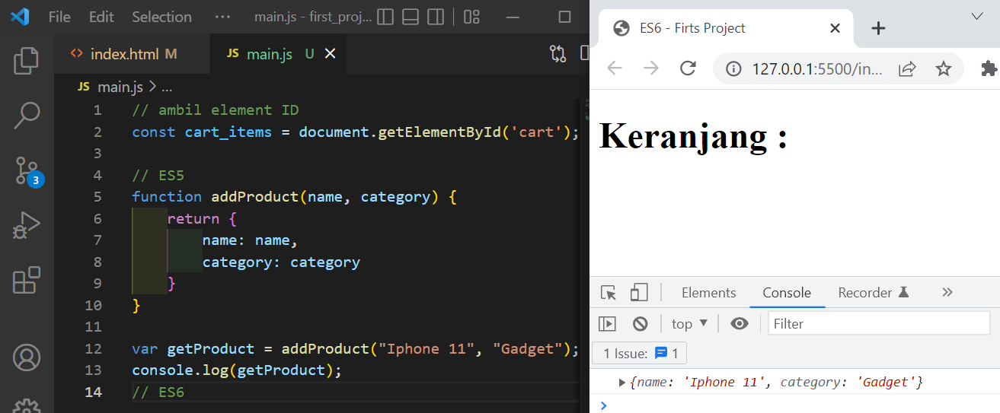 File Edit Selection ··· main.js - first_proj...
index.html M JS main.js U
JS main.js > ...
1 // ambil element ID
2 const cart_items = document.getElementById('cart');
3
4 // ES5
5 function addProduct(name, category) {
6 return {
7 name: name,
8 category: category
9 }
10 }
11
12 var getProduct = addProduct("Iphone 11", "Gadget");
13 console.log(getProduct);
14 // ES6
3
ES6 - Firts Project
127.0.0.1:5500/in...
Keranjang :
Elements Console Recorder
top Filter
1 Issue: 1
{name: 'Iphone 11', category: 'Gadget'}